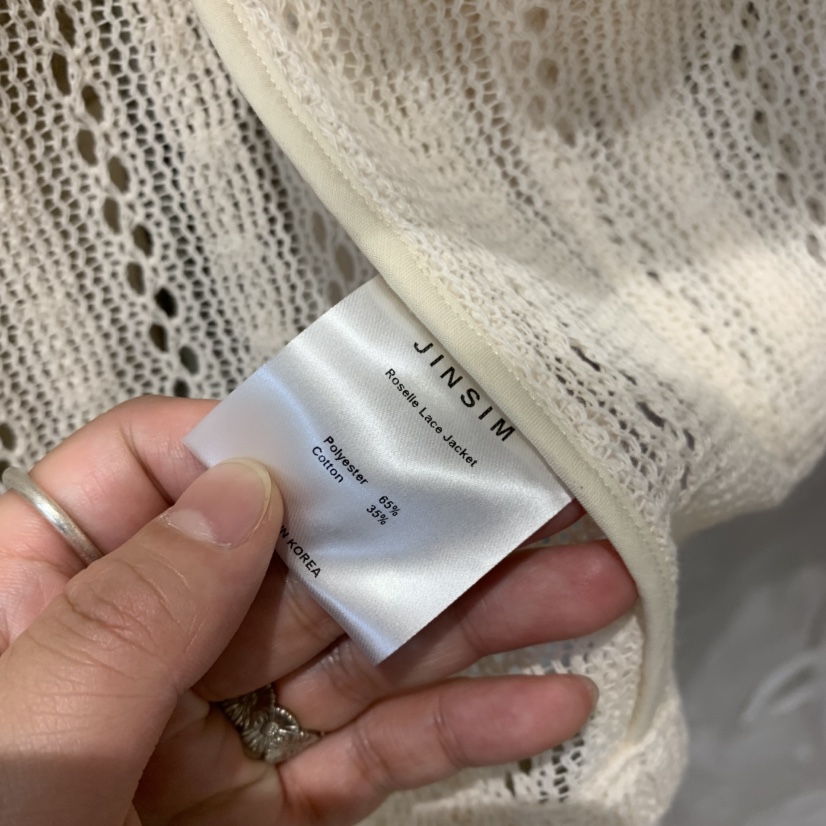 JINSIM
Roselle Lace Jacket
Polyester 65%
Cotton 35%
KOREA